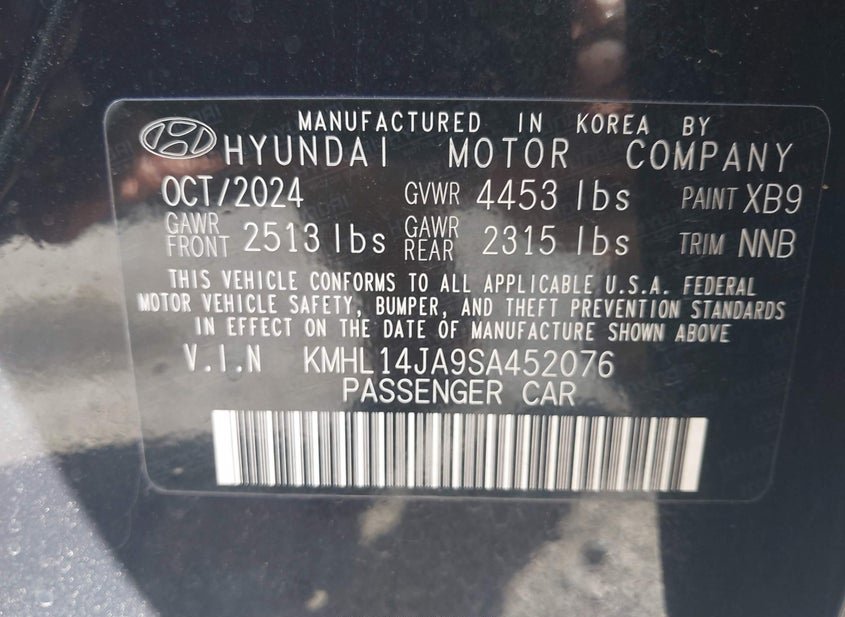 MANUFACTURED IN KOREA BY
HYUNDAI MOTOR COMPANY
OCT/2024 GVWR 4453 lbs PAINT XB9
GAWR FRONT 2513 lbs GAWR REAR 2315 lbs TRIM NNB
THIS VEHICLE CONFORMS TO ALL APPLICABLE U.S.A. FEDERAL
MOTOR VEHICLE SAFETY, BUMPER, AND THEFT PREVENTION STANDARDS
IN EFFECT ON THE DATE OF MANUFACTURE SHOWN ABOVE
V.I.N KMHL14JA9SA452076
PASSENGER CAR